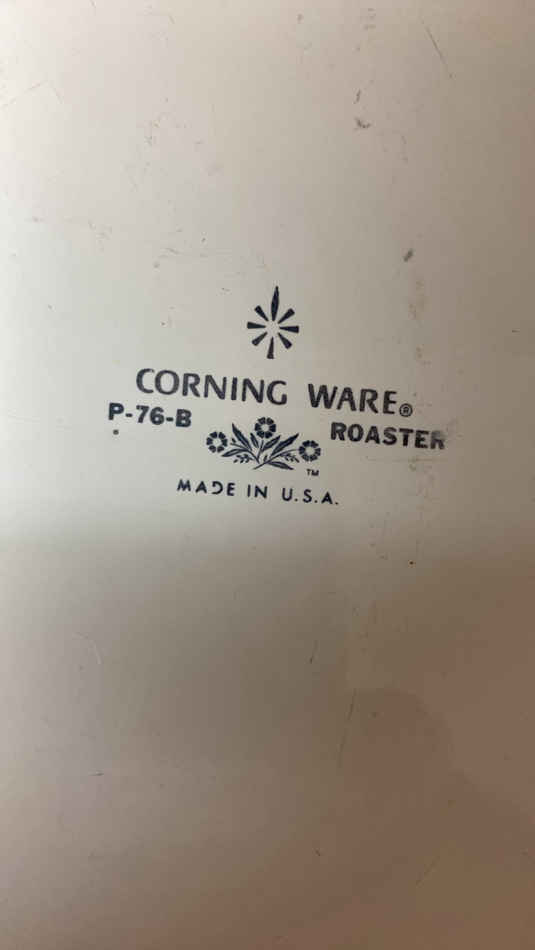 CORNING WARE®
P-76-B ROASTER
TM
MADE IN U.S.A.